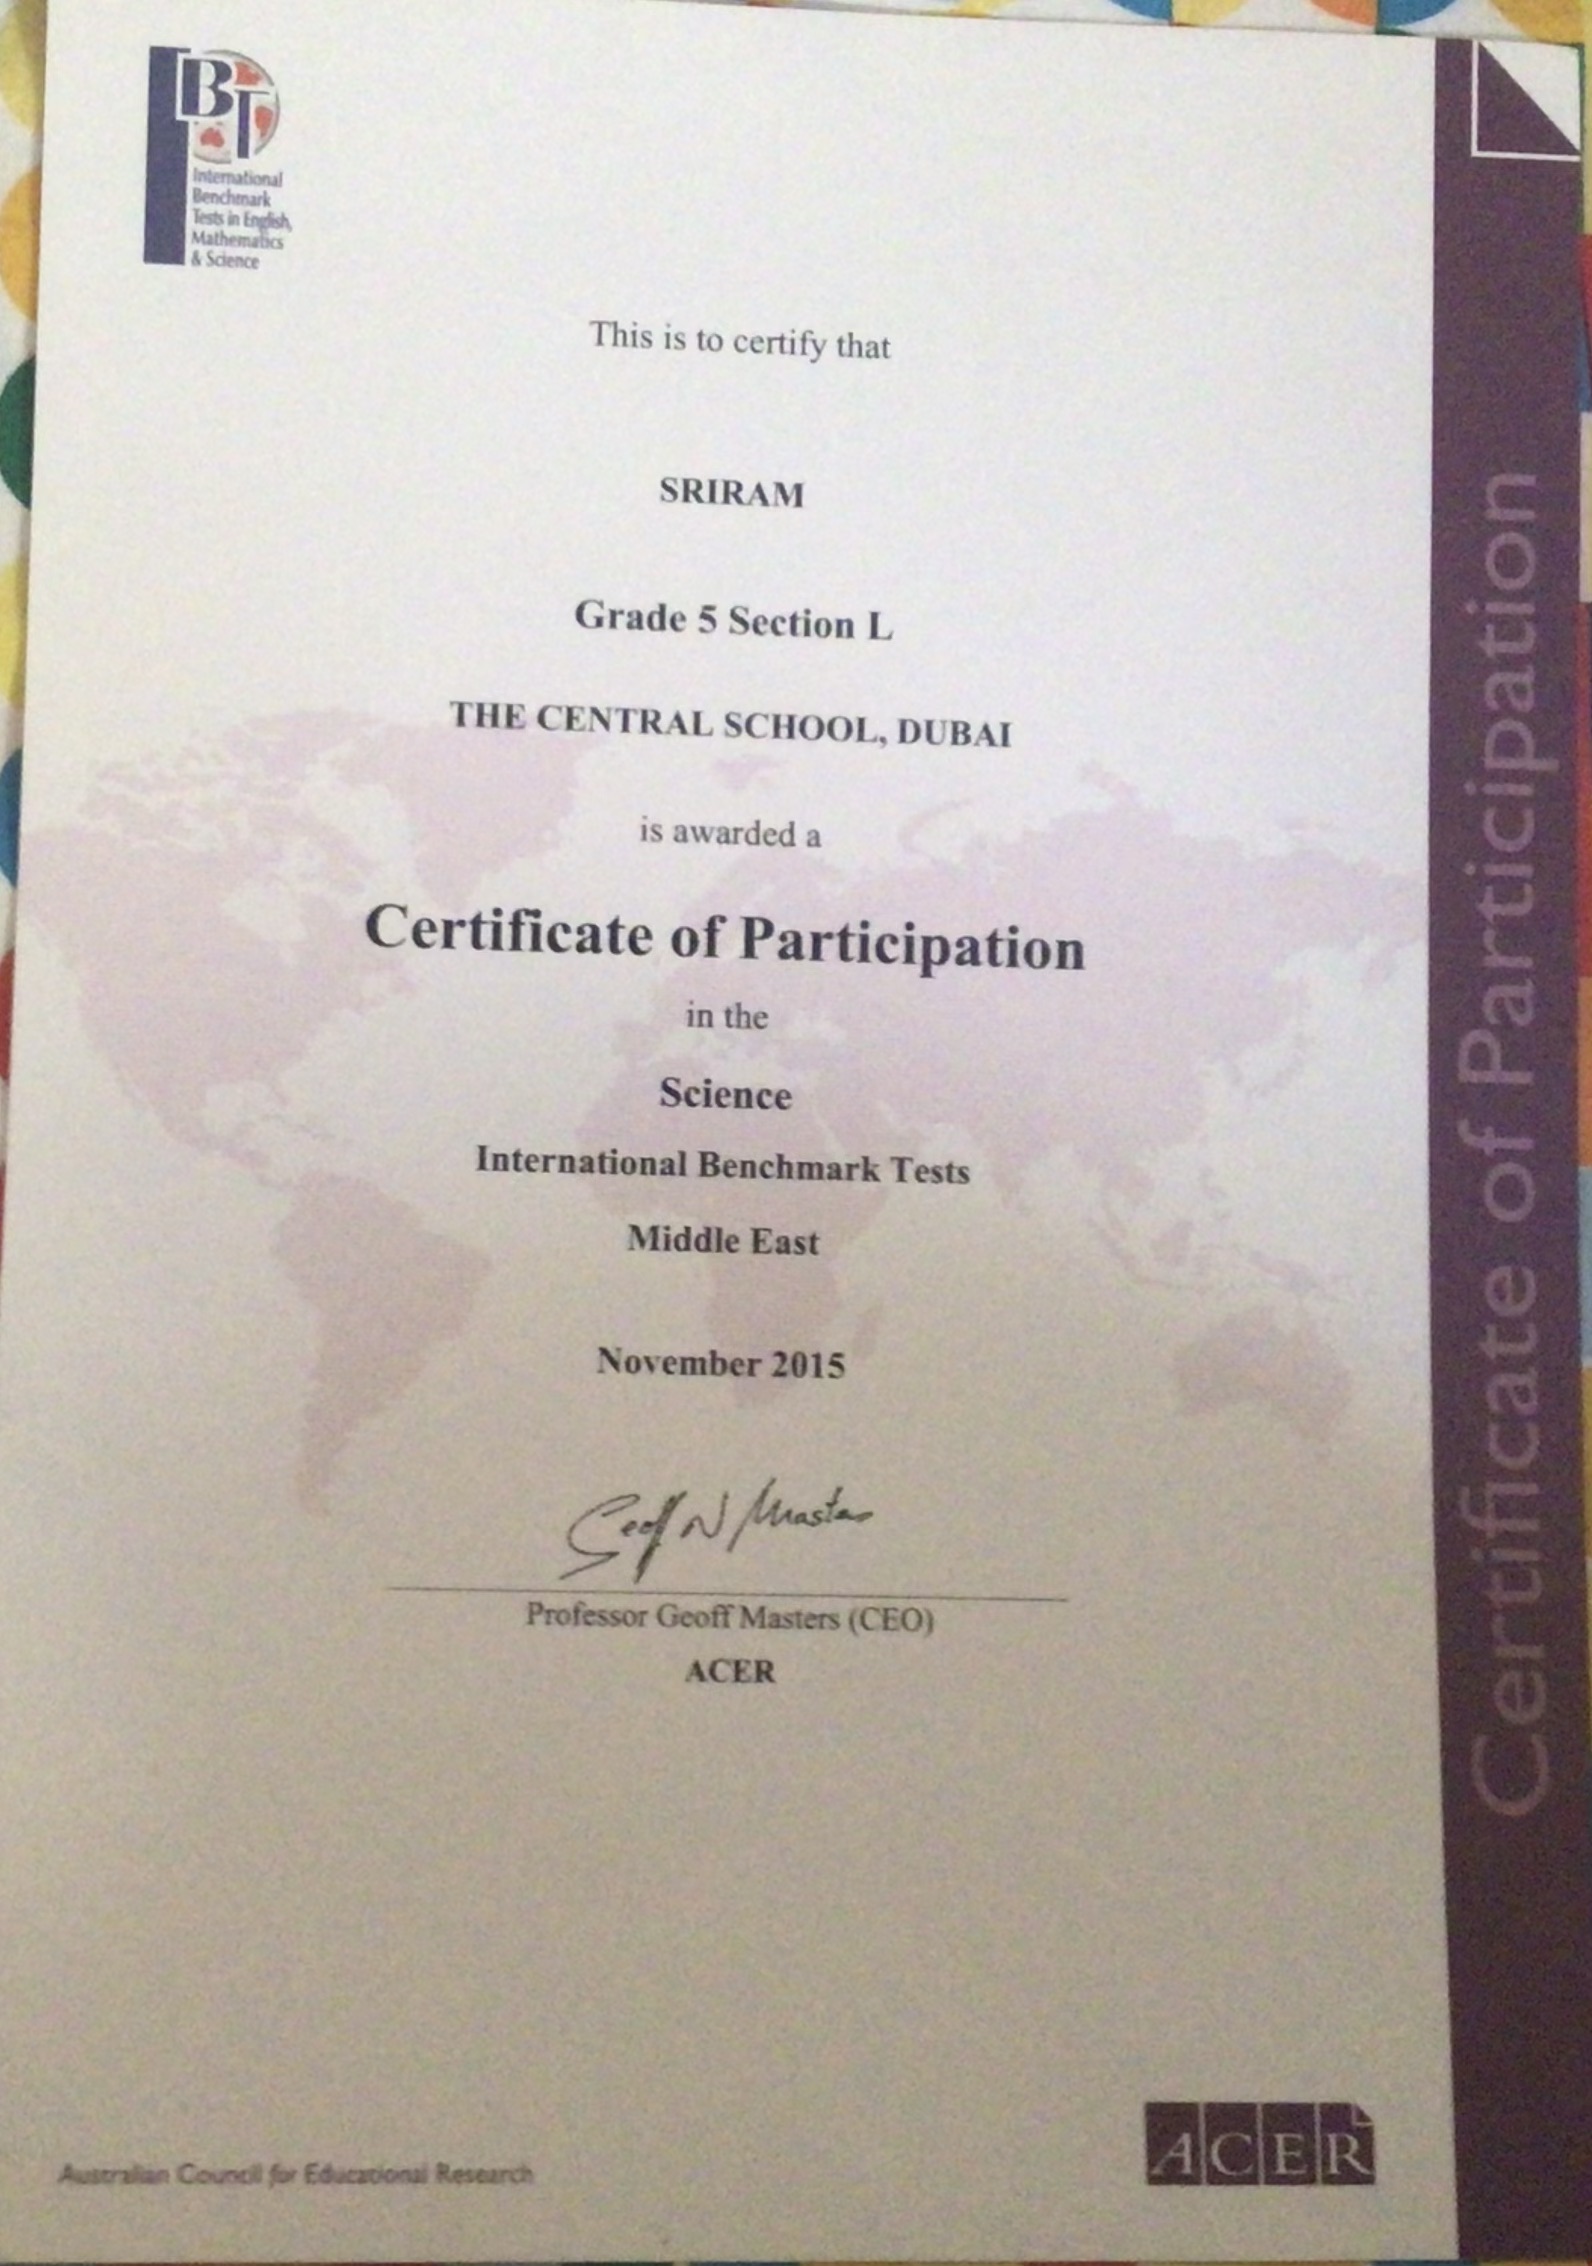 IBT
International
Benchmark
Tests in English,
Mathematics
& Science
This is to certify that
SRIRAM
Grade 5 Section L
THE CENTRAL SCHOOL, DUBAI
is awarded a
Certificate of Participation
in the
Science
International Benchmark Tests
Middle East
November 2015
Geoff N Masters
Professor Geoff Masters (CEO)
ACER
Australian Council for Educational Research
ACER
Certificate of Participation